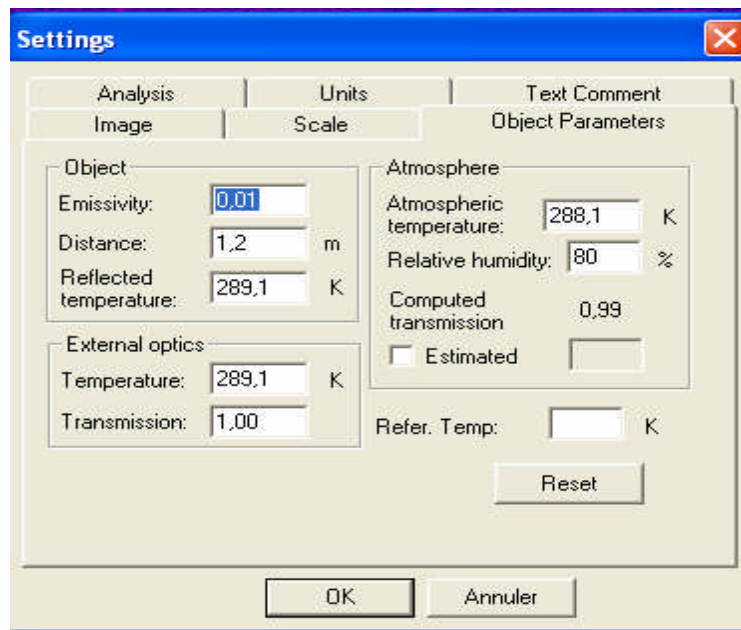 Settings
Analysis Units Text Comment
Image Scale Object Parameters
Object
Emissivity: 0,01
Distance: 1,2 m
Reflected
temperature: 289,1 K
External optics
Temperature: 289,1 K
Transmission: 1,00
Atmosphere
Atmospheric
temperature: 288,1 K
Relative humidity: 80 %
Computed
transmission 0,99
Estimated
Refer. Temp: K
Reset
OK Annuler